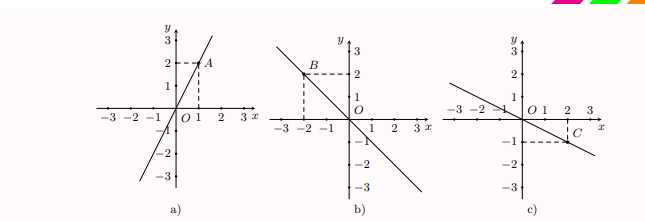 y
3
2
A
1
−3 −2 −1 O 1 2 3 x
−1
−2
−3
a)
y
3
B
2
1
O
−3 −2 −1 1 2 3 x
−1
−2
−3
b)
y
3
2
1
−3 −2 −1 O 1 2 3
x
C
−1
−2
−3
c)